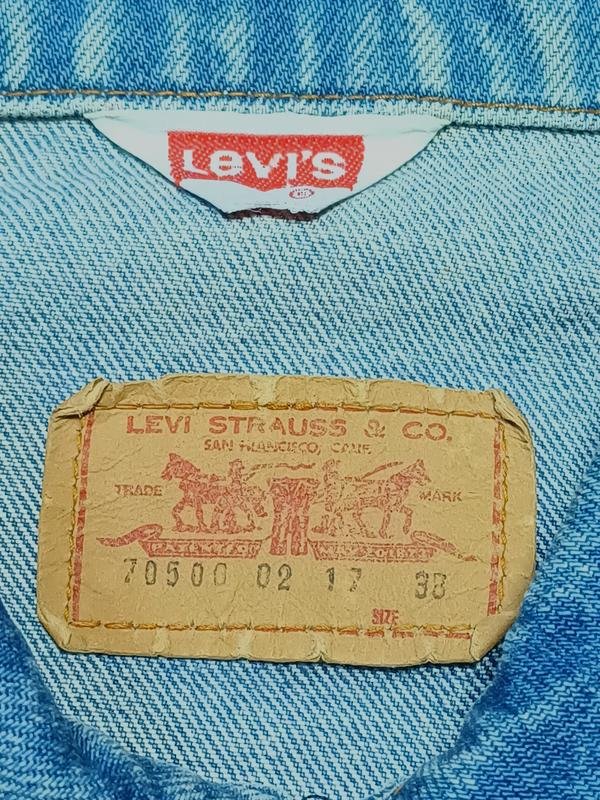 LEVI'S
LEVI STRAUSS & CO.
SAN FRANCISCO, CALIF.
TRADE MARK
70500 02 17 38
SIZE